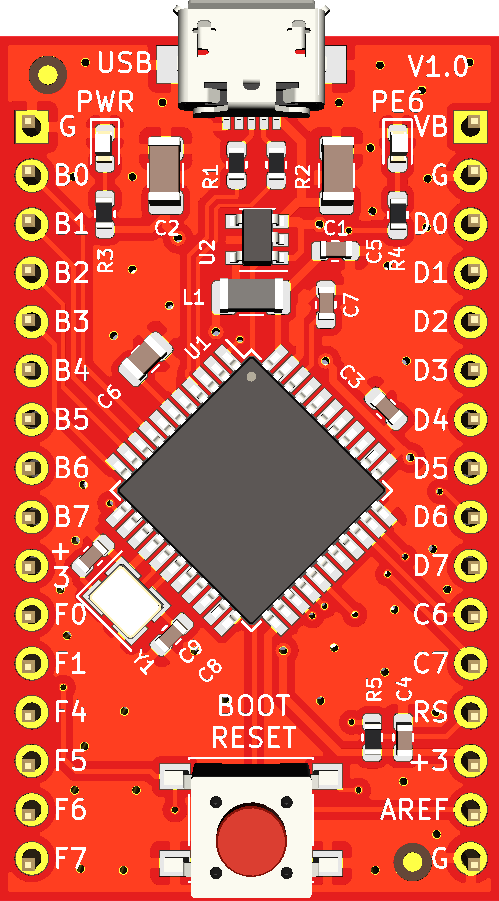 USB
V1.0
PWR
PE6
G
VB
B0
R1
R2
G
B1
C2
C1
D0
R3
U2
C5
R4
B2
D1
L1
C7
B3
D2
U1
B4
C6
C3
D3
B5
D4
B6
D5
B7
D6
+
3
D7
F0
C6
F1
Y1
C9
C8
C7
F4
BOOT
R5
C4
RS
RESET
F5
+3
F6
AREF
F7
G